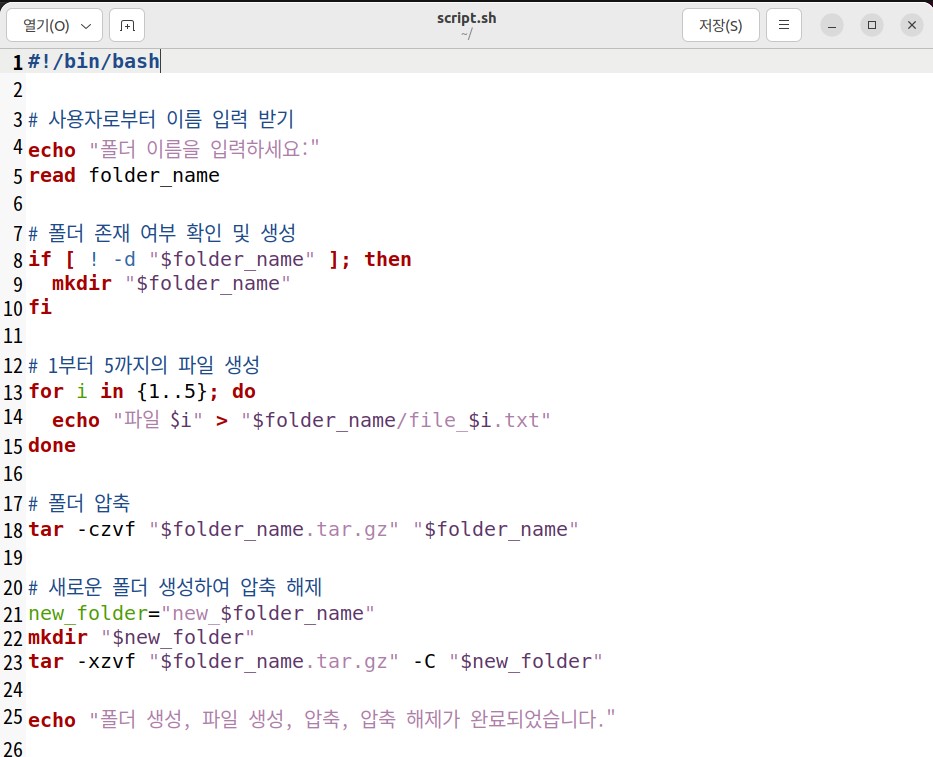 열기(O)
script.sh
~/
저장(S)
1 #!/bin/bash
2
3 # 사용자로부터 이름 입력 받기
4 echo "폴더 이름을 입력하세요:"
5 read folder_name
6
7 # 폴더 존재 여부 확인 및 생성
8 if [ ! -d "$folder_name" ]; then
9   mkdir "$folder_name"
10 fi
11
12 # 1부터 5까지의 파일 생성
13 for i in {1..5}; do
14   echo "파일 $i" > "$folder_name/file_$i.txt"
15 done
16
17 # 폴더 압축
18 tar -czvf "$folder_name.tar.gz" "$folder_name"
19
20 # 새로운 폴더 생성하여 압축 해제
21 new_folder="new_$folder_name"
22 mkdir "$new_folder"
23 tar -xzvf "$folder_name.tar.gz" -C "$new_folder"
24
25 echo "폴더 생성, 파일 생성, 압축, 압축 해제가 완료되었습니다."
26